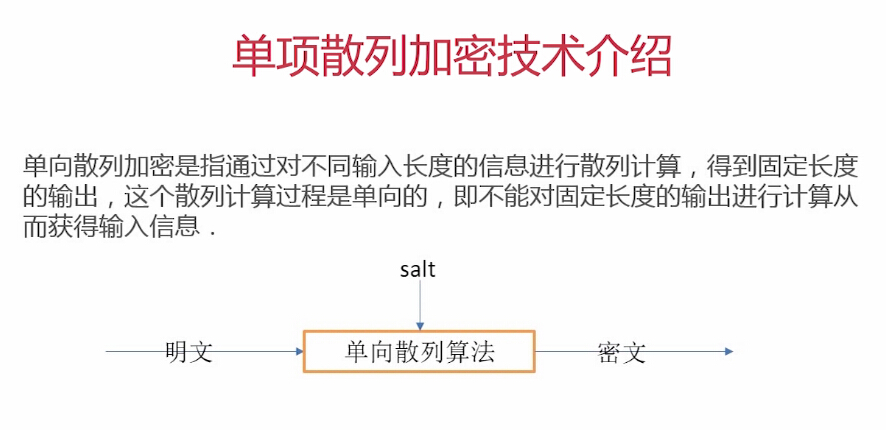 单项散列加密技术介绍
单向散列加密是指通过对不同输入长度的信息进行散列计算，得到固定长度
的输出，这个散列计算过程是单向的，即不能对固定长度的输出进行计算从
而获得输入信息．
salt
明文
单向散列算法
密文